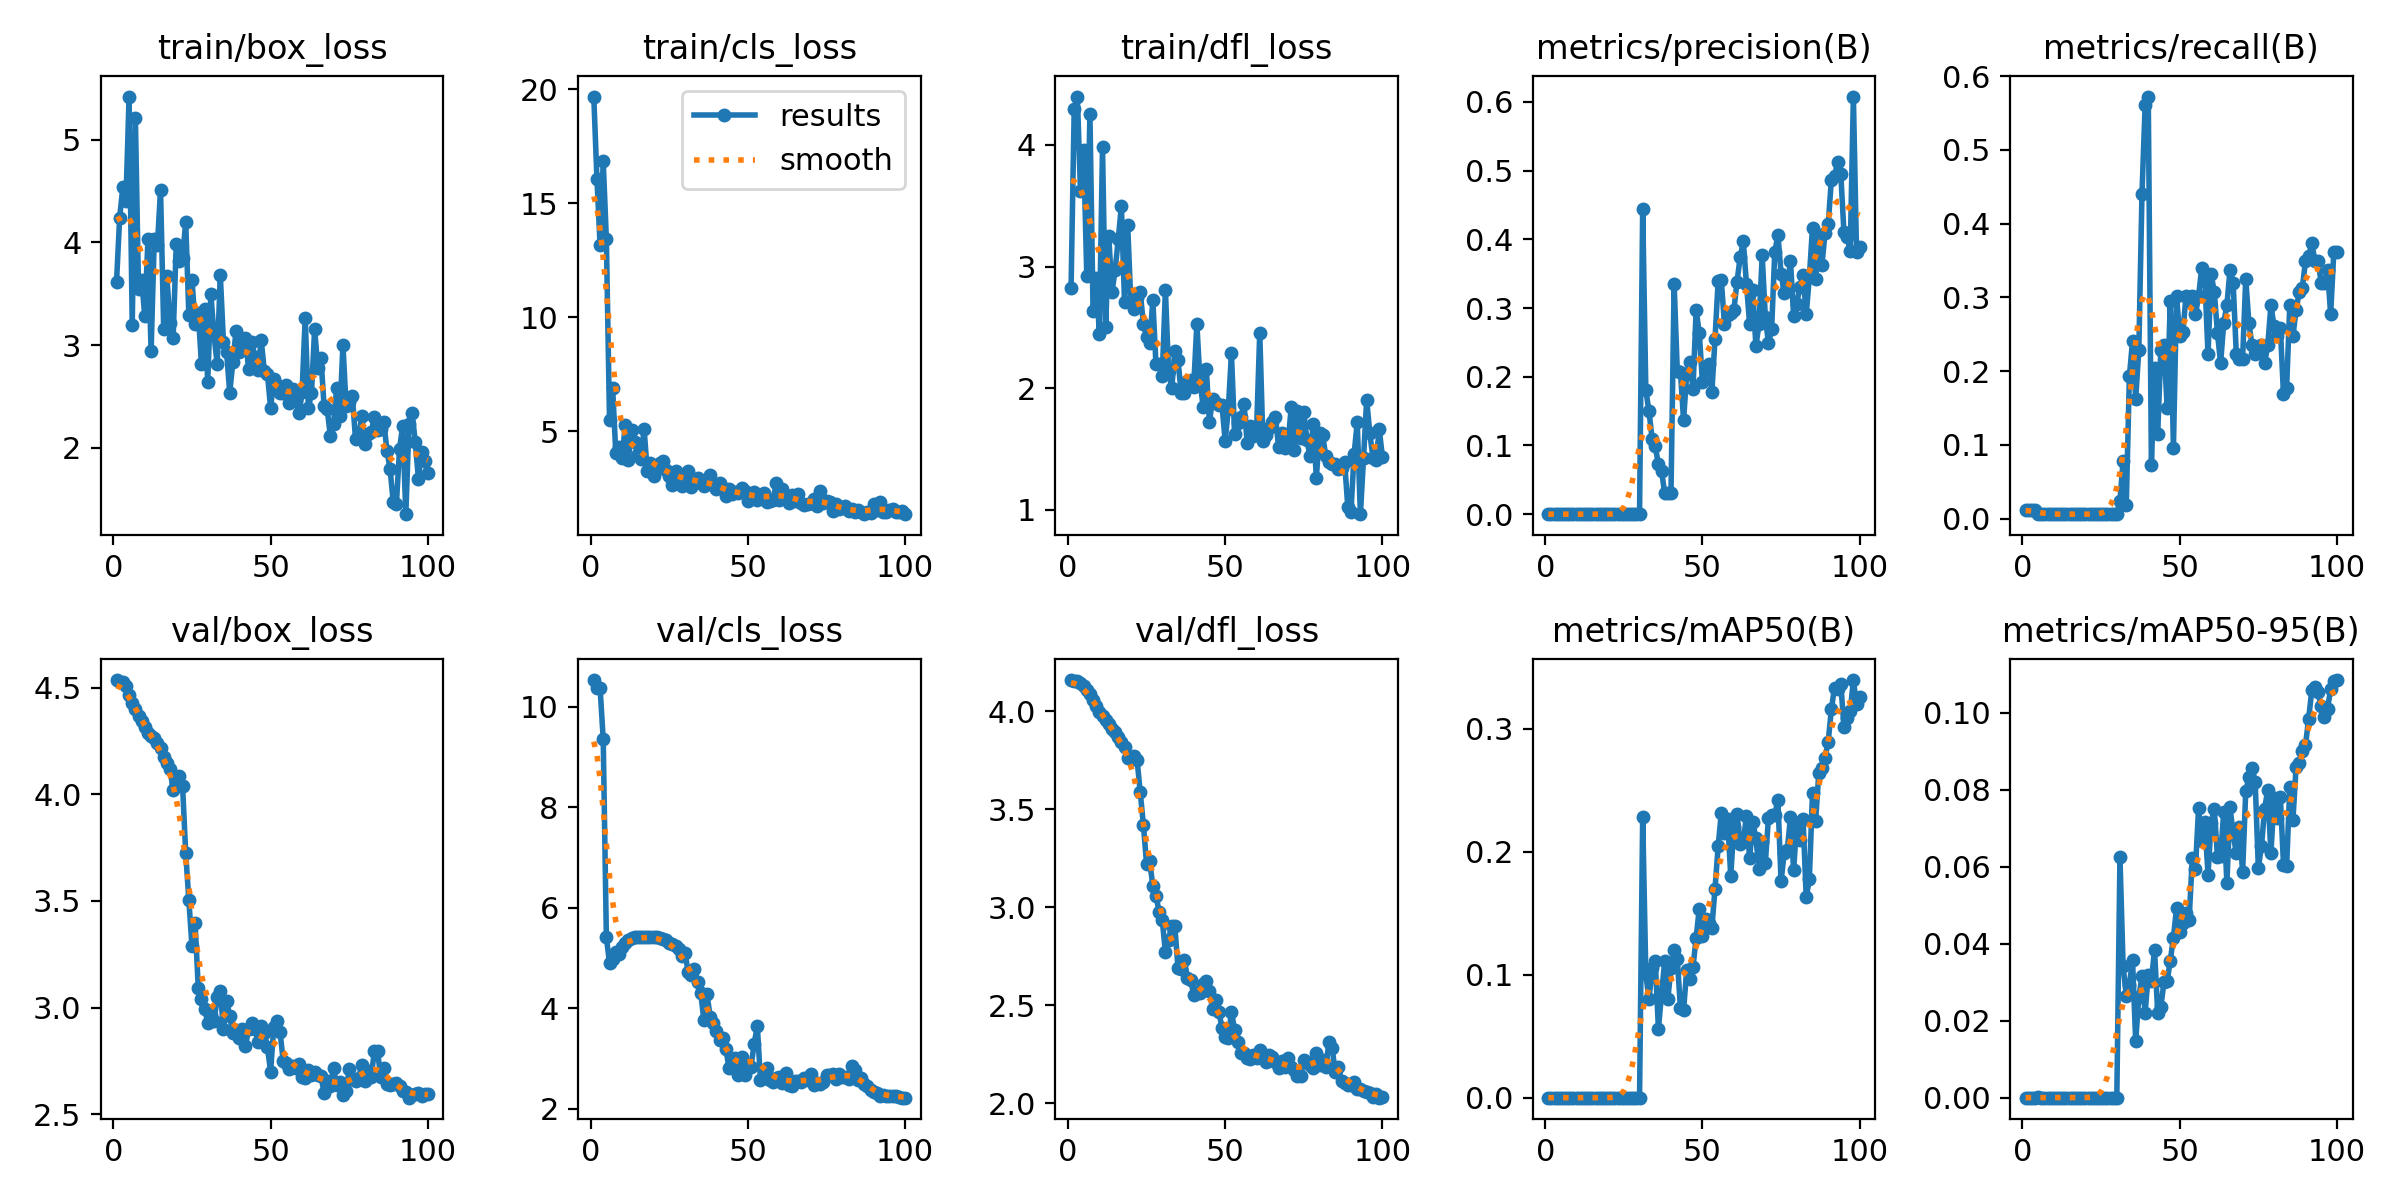 train/box_loss
5
4
3
2
0 50 100
train/cls_loss
results
smooth
20
15
10
5
0 50 100
train/dfl_loss
4
3
2
1
0 50 100
metrics/precision(B)
0.6
0.5
0.4
0.3
0.2
0.1
0.0
0 50 100
metrics/recall(B)
0.6
0.5
0.4
0.3
0.2
0.1
0.0
0 50 100
val/box_loss
4.5
4.0
3.5
3.0
2.5
0 50 100
val/cls_loss
10
8
6
4
2
0 50 100
val/dfl_loss
4.0
3.5
3.0
2.5
2.0
0 50 100
metrics/mAP50(B)
0.3
0.2
0.1
0.0
0 50 100
metrics/mAP50-95(B)
0.10
0.08
0.06
0.04
0.02
0.00
0 50 100